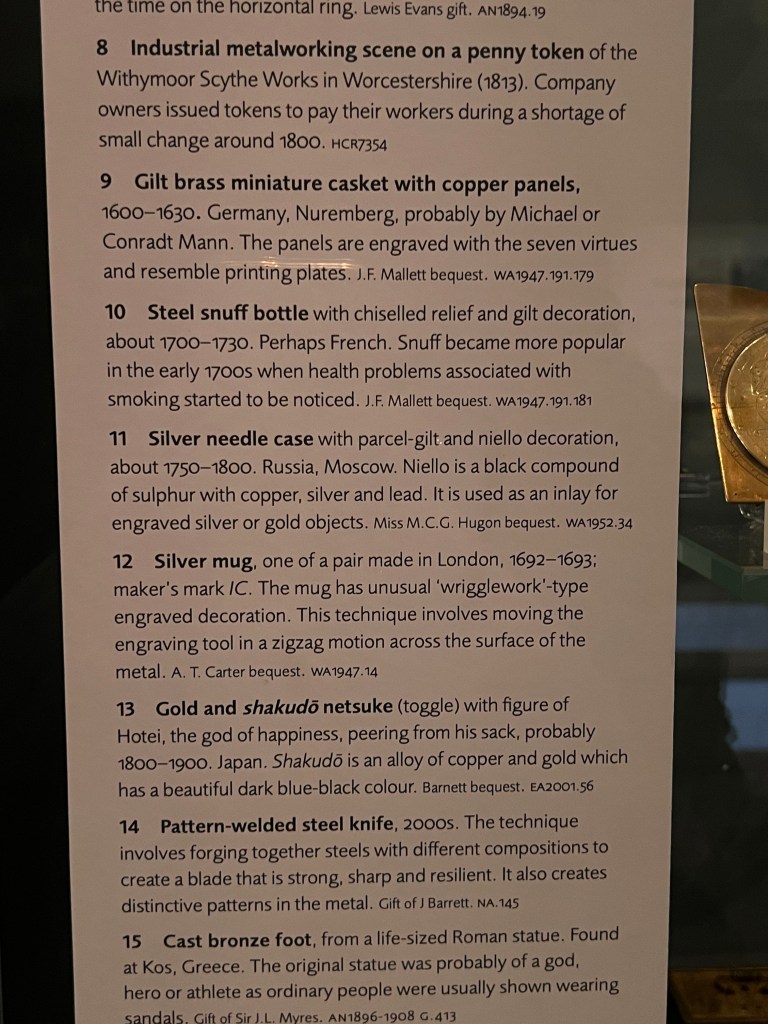 the time on the horizontal ring. Lewis Evans gift. AN1894.19
8 Industrial metalworking scene on a penny token of the
Withymoor Scythe Works in Worcestershire (1813). Company
owners issued tokens to pay their workers during a shortage of
small change around 1800. HCR7354
9 Gilt brass miniature casket with copper panels,
1600–1630. Germany, Nuremberg, probably by Michael or
Conradt Mann. The panels are engraved with the seven virtues
and resemble printing plates. J.F. Mallett bequest. WA1947.191.179
10 Steel snuff bottle with chiselled relief and gilt decoration,
about 1700–1730. Perhaps French. Snuff became more popular
in the early 1700s when health problems associated with
smoking started to be noticed. J.F. Mallett bequest. WA1947.191.181
11 Silver needle case with parcel-gilt and niello decoration,
about 1750–1800. Russia, Moscow. Niello is a black compound
of sulphur with copper, silver and lead. It is used as an inlay for
engraved silver or gold objects. Miss M.C.G. Hugon bequest. WA1952.34
12 Silver mug, one of a pair made in London, 1692–1693;
maker's mark IC. The mug has unusual 'wrigglework'-type
engraved decoration. This technique involves moving the
engraving tool in a zigzag motion across the surface of the
metal. A. T. Carter bequest. WA1947.14
13 Gold and shakudō netsuke (toggle) with figure of
Hotei, the god of happiness, peering from his sack, probably
1800–1900. Japan. Shakudō is an alloy of copper and gold which
has a beautiful dark blue-black colour. Barnett bequest. EA2001.56
14 Pattern-welded steel knife, 2000s. The technique
involves forging together steels with different compositions to
create a blade that is strong, sharp and resilient. It also creates
distinctive patterns in the metal. Gift of J Barrett. NA.145
15 Cast bronze foot, from a life-sized Roman statue. Found
at Kos, Greece. The original statue was probably of a god,
hero or athlete as ordinary people were usually shown wearing
sandals. Gift of Sir J.L. Myres. AN1896-1908 G.413